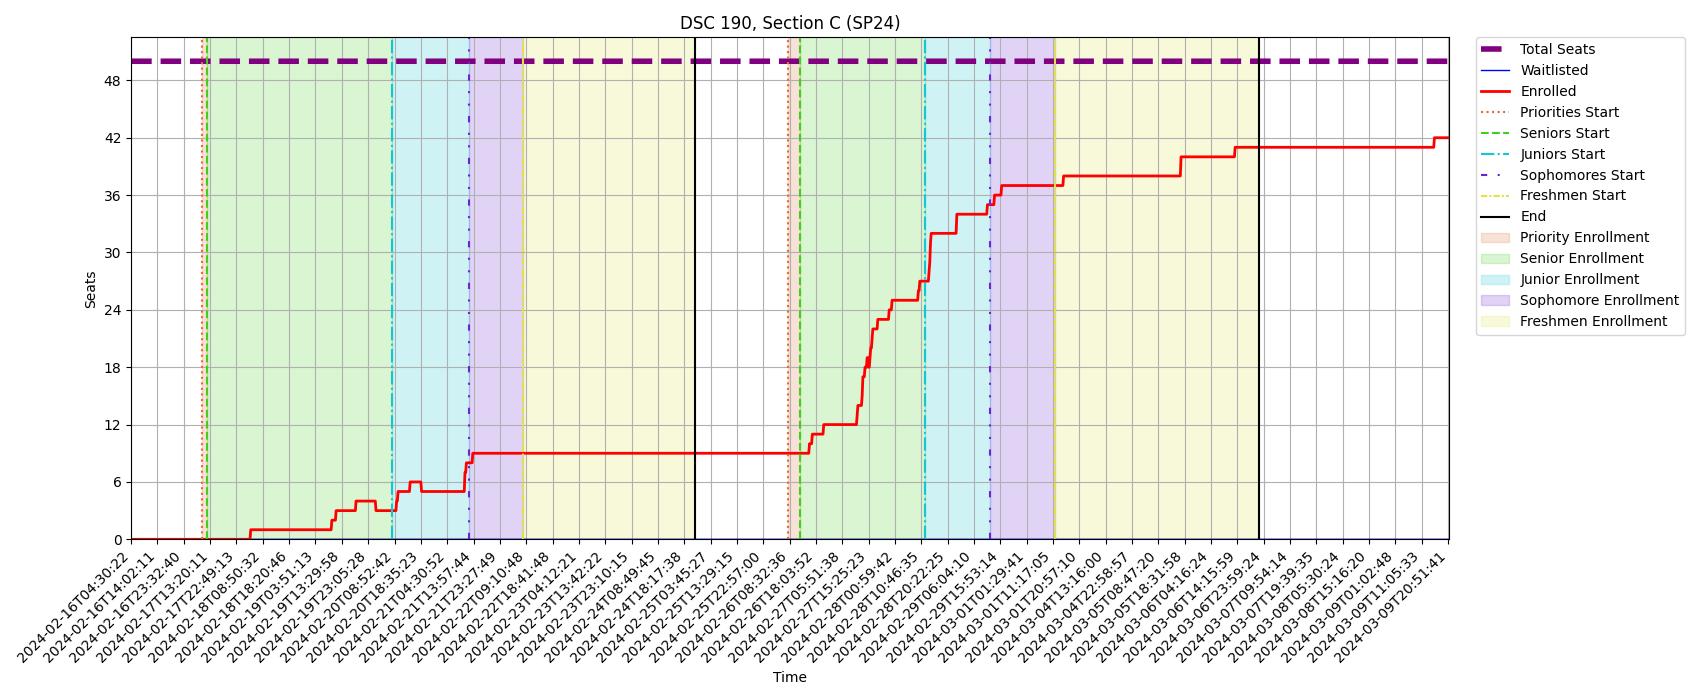 DSC 190, Section C (SP24)
Total Seats
Waitlisted
Enrolled
Priorities Start
Seniors Start
Juniors Start
Sophomores Start
Freshmen Start
End
Priority Enrollment
Senior Enrollment
Junior Enrollment
Sophomore Enrollment
Freshmen Enrollment
Seats
48
42
36
30
24
18
12
6
0
2024-02-16T04:30:22
2024-02-16T14:02:11
2024-02-16T23:32:40
2024-02-17T13:20:11
2024-02-17T22:49:13
2024-02-18T08:50:32
2024-02-18T18:20:46
2024-02-19T03:51:13
2024-02-19T13:29:58
2024-02-19T23:05:28
2024-02-20T08:52:42
2024-02-20T18:35:23
2024-02-21T04:30:52
2024-02-21T13:57:44
2024-02-21T23:27:49
2024-02-22T09:10:48
2024-02-22T18:41:48
2024-02-23T04:12:21
2024-02-23T13:42:22
2024-02-23T23:10:15
2024-02-24T08:49:45
2024-02-24T18:17:38
2024-02-25T03:45:27
2024-02-25T13:29:15
2024-02-25T22:57:00
2024-02-26T08:32:36
2024-02-26T18:03:52
2024-02-27T05:51:38
2024-02-27T15:25:23
2024-02-28T00:59:42
2024-02-28T10:46:35
2024-02-28T20:22:25
2024-02-29T06:04:10
2024-02-29T15:53:14
2024-03-01T01:29:41
2024-03-01T11:17:05
2024-03-01T20:57:10
2024-03-04T13:16:00
2024-03-04T22:58:57
2024-03-05T08:47:20
2024-03-05T18:31:58
2024-03-06T04:16:24
2024-03-06T14:15:59
2024-03-06T23:59:24
2024-03-07T09:54:14
2024-03-07T19:39:35
2024-03-08T05:30:24
2024-03-08T15:16:20
2024-03-09T01:02:48
2024-03-09T11:05:33
2024-03-09T20:51:41
Time